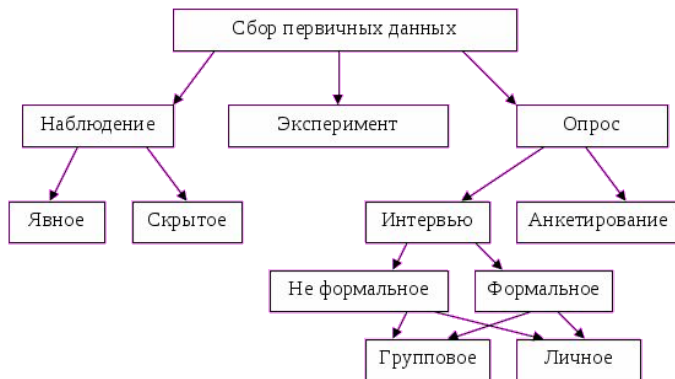 Сбор первичных данных
Наблюдение
Эксперимент
Опрос
Явное
Скрытое
Интервью
Анкетирование
Не формальное
Формальное
Групповое
Личное